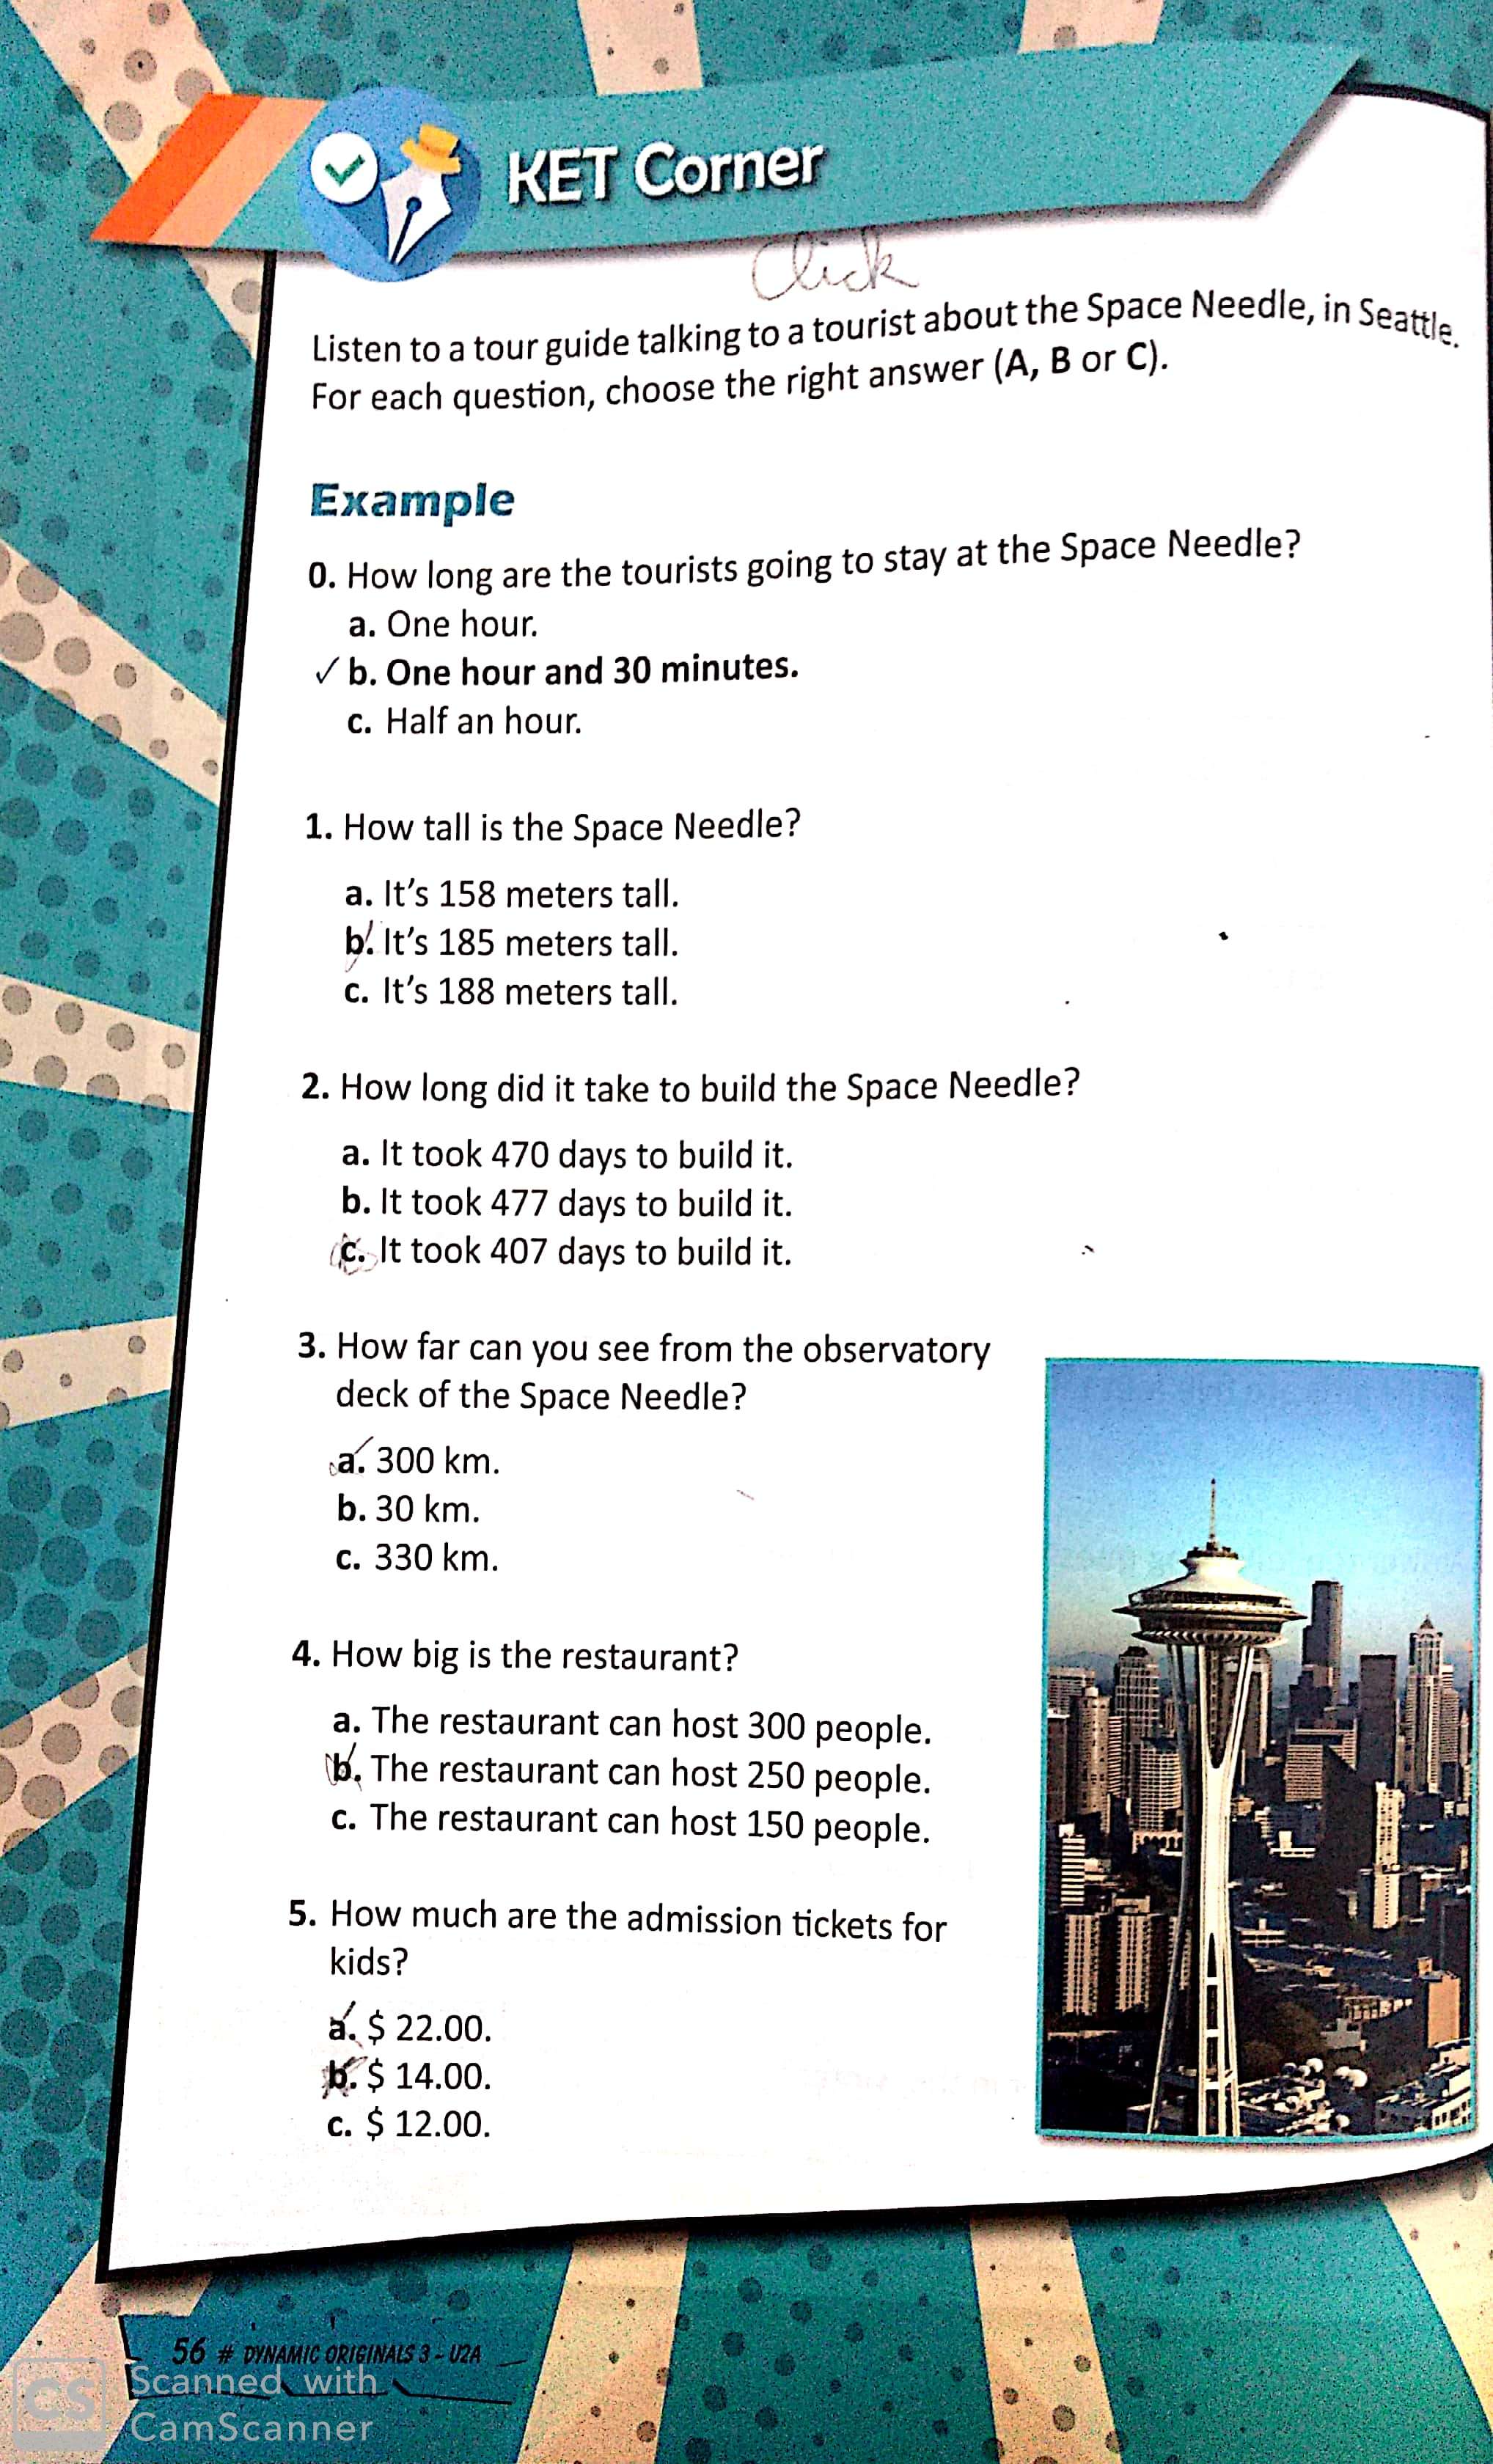 KET Corner
Click
Listen to a tour guide talking to a tourist about the Space Needle, in Seattle.
For each question, choose the right answer (A, B or C).
Example
0. How long are the tourists going to stay at the Space Needle?
a. One hour.
✓ b. One hour and 30 minutes.
c. Half an hour.
1. How tall is the Space Needle?
a. It's 158 meters tall.
b. It's 185 meters tall.
c. It's 188 meters tall.
2. How long did it take to build the Space Needle?
a. It took 470 days to build it.
b. It took 477 days to build it.
c. It took 407 days to build it.
3. How far can you see from the observatory
deck of the Space Needle?
a. 300 km.
b. 30 km.
c. 330 km.
4. How big is the restaurant?
a. The restaurant can host 300 people.
b. The restaurant can host 250 people.
c. The restaurant can host 150 people.
5. How much are the admission tickets for
kids?
a. $ 22.00.
b. $ 14.00.
c. $ 12.00.
56 # DYNAMIC ORIGINALS 3 - U2A
CS
Scanned with
CamScanner